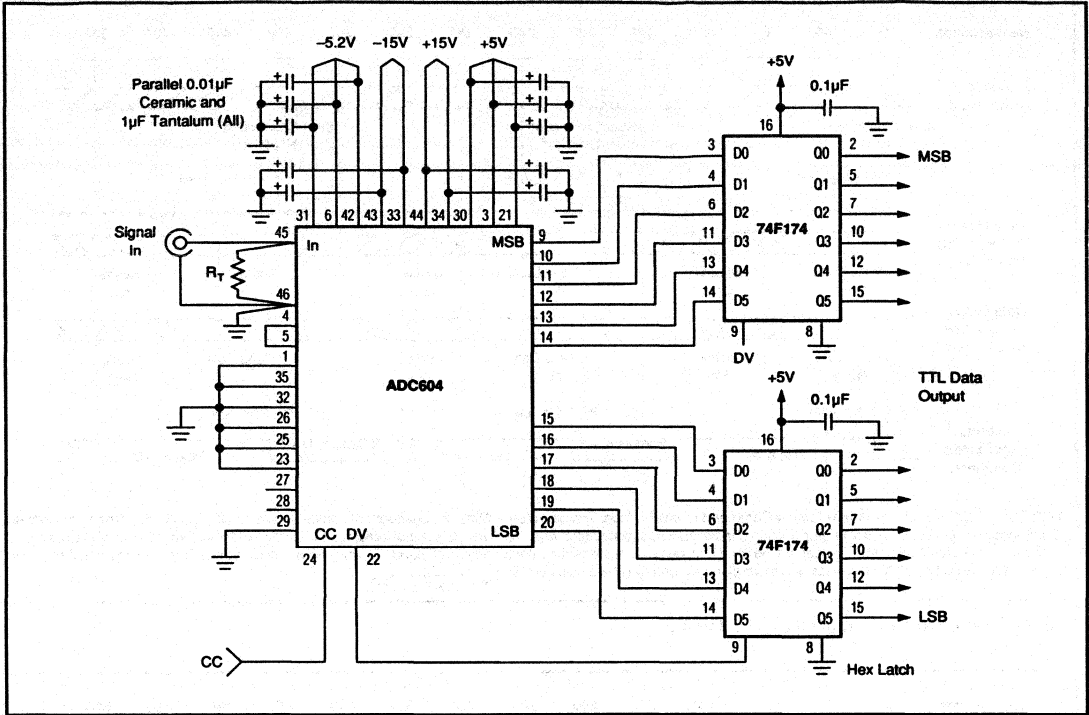 –5.2V –15V +15V +5V
Parallel 0.01µF
Ceramic and
1µF Tantalum (All)
+ +
+ +
+ +
+ +
+ +
31 6 42 43 33 44 34 30 3 21
Signal
In
45
In
R_T
46
4
5
1
35
32
26
25
23
27
28
29
ADC604
MSB
9
10
11
12
13
14
15
16
17
18
19
20
LSB
CC DV
24 22
CC
+5V
0.1µF
16
3 D0 Q0 2 MSB
4 D1 Q1 5
6 D2 Q2 7
74F174
11 D3 Q3 10
13 D4 Q4 12
14 D5 Q5 15
9 8
DV
TTL Data
Output
+5V
0.1µF
16
3 D0 Q0 2
4 D1 Q1 5
6 D2 Q2 7
74F174
11 D3 Q3 10
13 D4 Q4 12
14 D5 Q5 15 LSB
9 8
Hex Latch